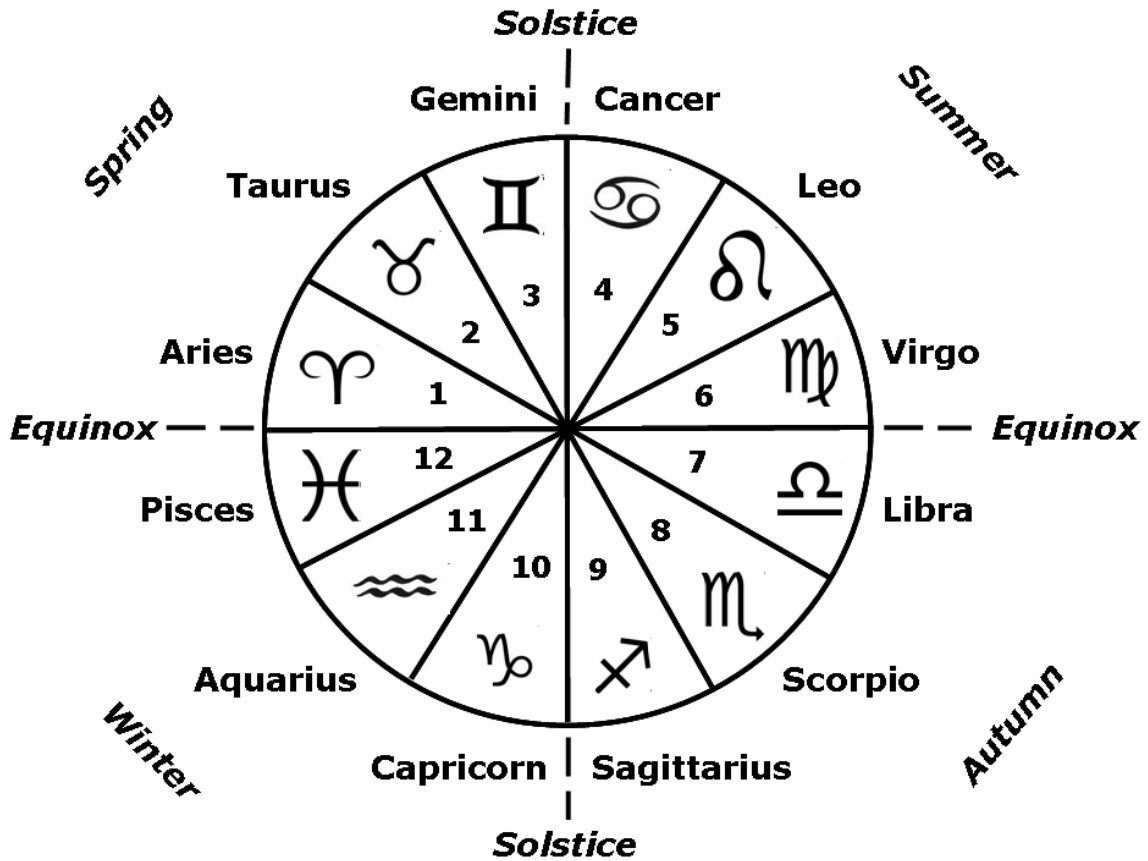 Solstice
Gemini Cancer
Spring
Summer
Taurus
Leo
3 4
2 5
Aries
Virgo
1 6
Equinox
Equinox
12 7
Pisces
Libra
11 8
10 9
Aquarius
Scorpio
Winter
Autumn
Capricorn Sagittarius
Solstice